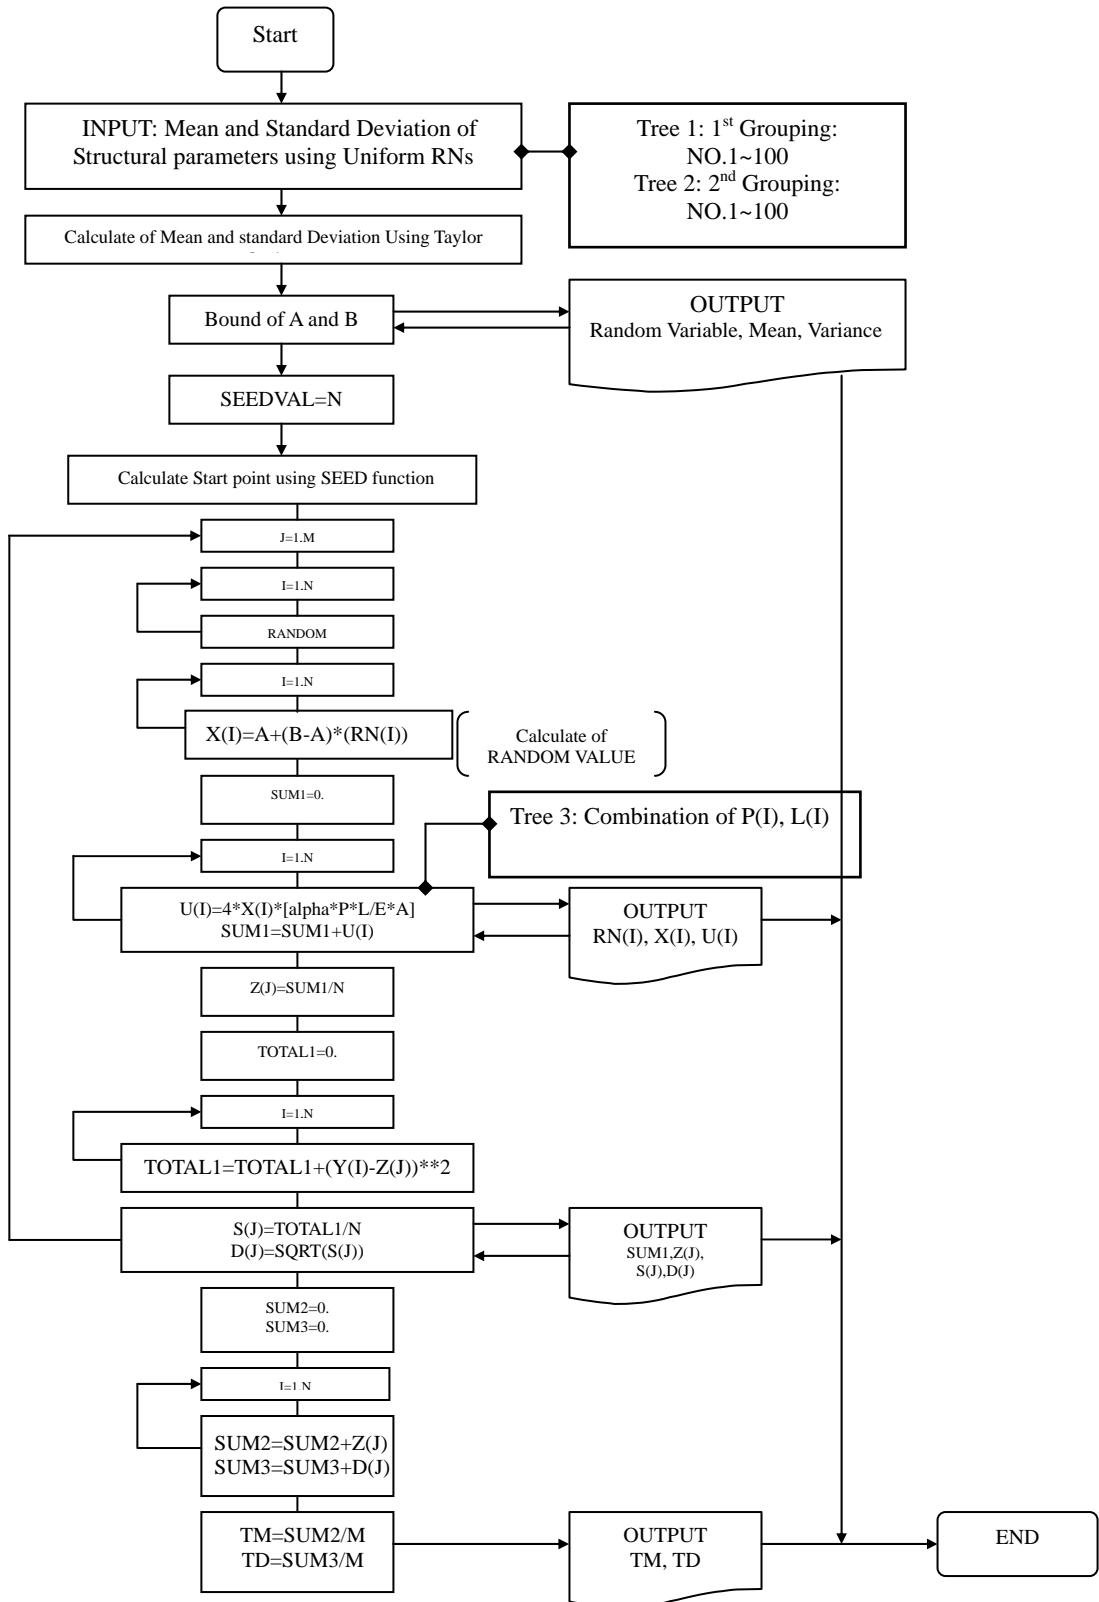 Start
INPUT: Mean and Standard Deviation of
Structural parameters using Uniform RNs
Tree 1: 1st Grouping:
NO.1~100
Tree 2: 2nd Grouping:
NO.1~100
Calculate of Mean and standard Deviation Using Taylor
Bound of A and B
OUTPUT
Random Variable, Mean, Variance
SEEDVAL=N
Calculate Start point using SEED function
J=1.M
I=1.N
RANDOM
I=1.N
X(I)=A+(B-A)*(RN(I))
Calculate of
RANDOM VALUE
SUM1=0.
Tree 3: Combination of P(I), L(I)
I=1.N
U(I)=4*X(I)*[alpha*P*L/E*A]
SUM1=SUM1+U(I)
OUTPUT
RN(I), X(I), U(I)
Z(J)=SUM1/N
TOTAL1=0.
I=1.N
TOTAL1=TOTAL1+(Y(I)-Z(J))**2
S(J)=TOTAL1/N
D(J)=SQRT(S(J))
OUTPUT
SUM1,Z(J),
S(J),D(J)
SUM2=0.
SUM3=0.
I=1.N
SUM2=SUM2+Z(J)
SUM3=SUM3+D(J)
TM=SUM2/M
TD=SUM3/M
OUTPUT
TM, TD
END